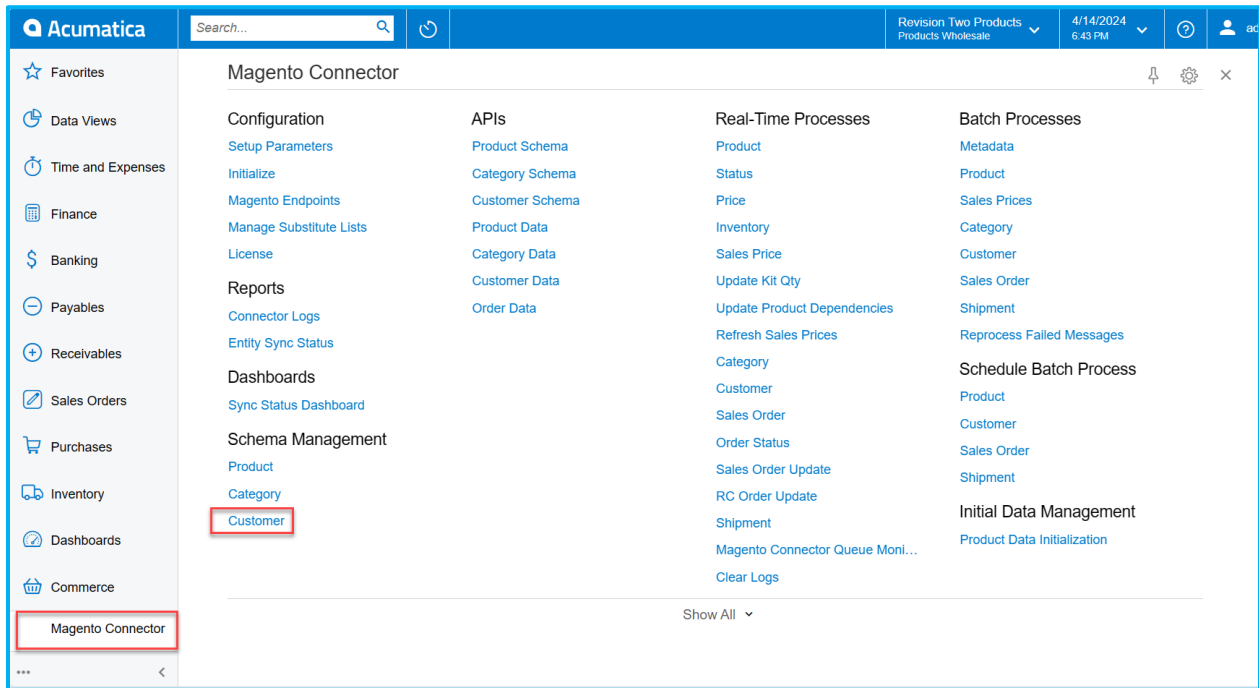 Acumatica
Search...
Revision Two Products
Products Wholesale
4/14/2024
6:43 PM
Favorites
Data Views
Time and Expenses
Finance
Banking
Payables
Receivables
Sales Orders
Purchases
Inventory
Dashboards
Commerce
Magento Connector
Magento Connector
Configuration
Setup Parameters
Initialize
Magento Endpoints
Manage Substitute Lists
License
Reports
Connector Logs
Entity Sync Status
Dashboards
Sync Status Dashboard
Schema Management
Product
Category
Customer
APIs
Product Schema
Category Schema
Customer Schema
Product Data
Category Data
Customer Data
Order Data
Real-Time Processes
Product
Status
Price
Inventory
Sales Price
Update Kit Qty
Update Product Dependencies
Refresh Sales Prices
Category
Customer
Sales Order
Order Status
Sales Order Update
RC Order Update
Shipment
Magento Connector Queue Moni...
Clear Logs
Batch Processes
Metadata
Product
Sales Prices
Category
Customer
Sales Order
Shipment
Reprocess Failed Messages
Schedule Batch Process
Product
Customer
Sales Order
Shipment
Initial Data Management
Product Data Initialization
Show All